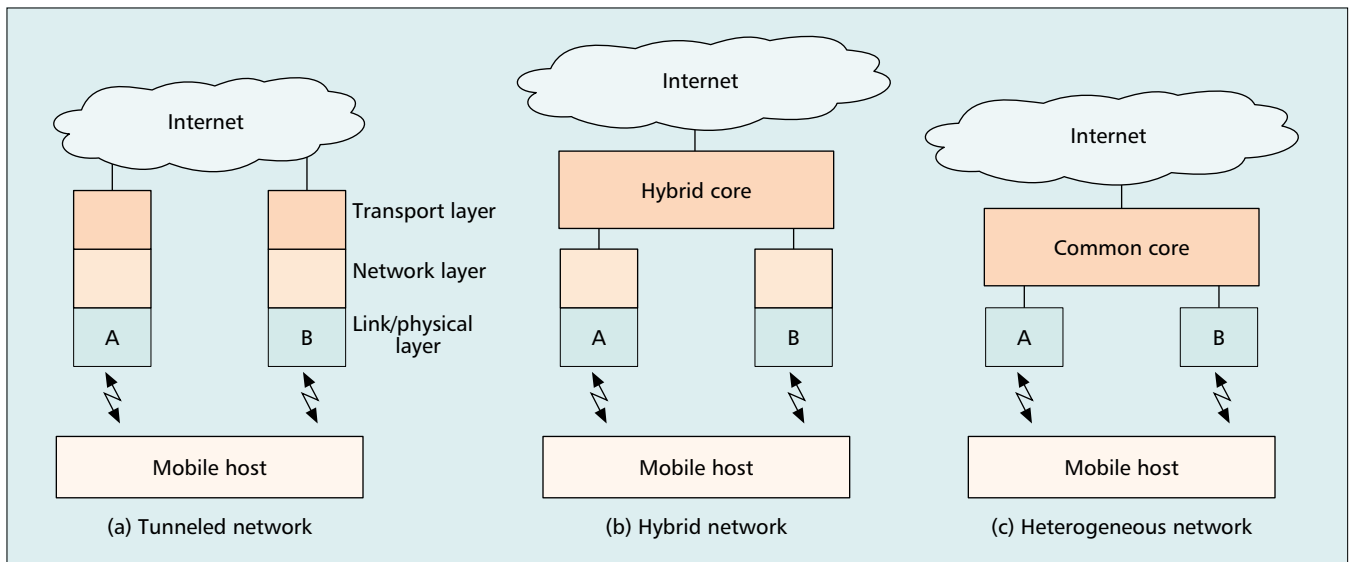 Internet
Transport layer
Network layer
Link/physical
layer
A
B
Mobile host
(a) Tunneled network
Internet
Hybrid core
A
B
Mobile host
(b) Hybrid network
Internet
Common core
A
B
Mobile host
(c) Heterogeneous network